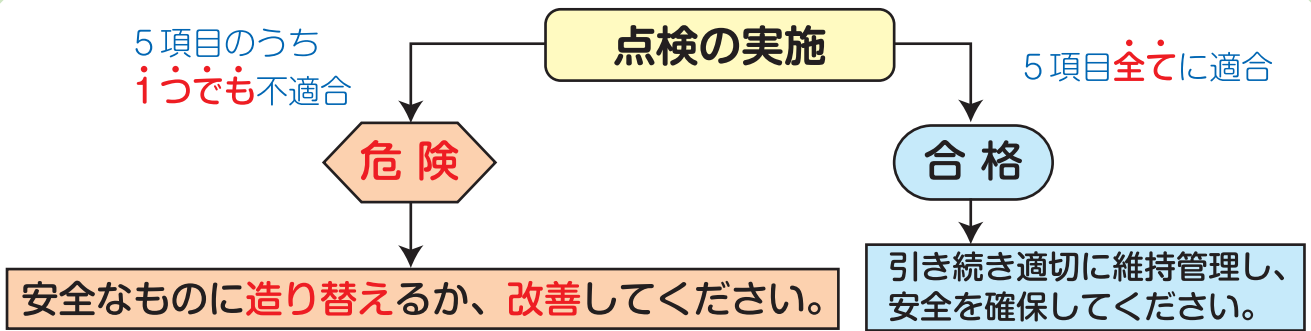 点検の実施
5項目のうち
1つでも不適合
5項目全てに適合
危険
合格
安全なものに造り替えるか、改善してください。
引き続き適切に維持管理し、
安全を確保してください。